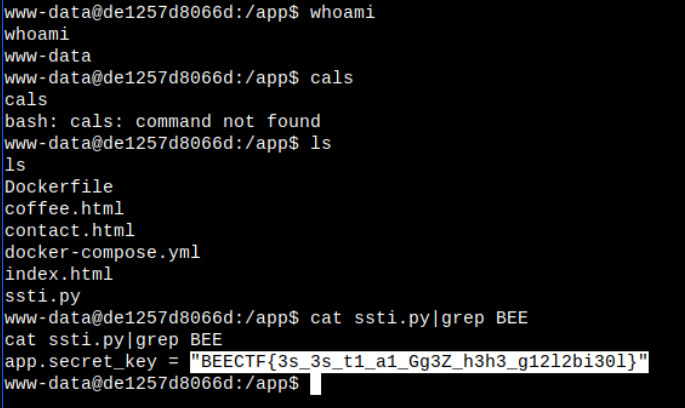 www-data@de1257d8066d:/app$ whoami
whoami
www-data
www-data@de1257d8066d:/app$ cals
cals
bash: cals: command not found
www-data@de1257d8066d:/app$ ls
ls
Dockerfile
coffee.html
contact.html
docker-compose.yml
index.html
ssti.py
www-data@de1257d8066d:/app$ cat ssti.py|grep BEE
cat ssti.py|grep BEE
app.secret_key = "BEECTF{3s_3s_t1_a1_Gg3Z_h3h3_g12l2bi30l}"
www-data@de1257d8066d:/app$